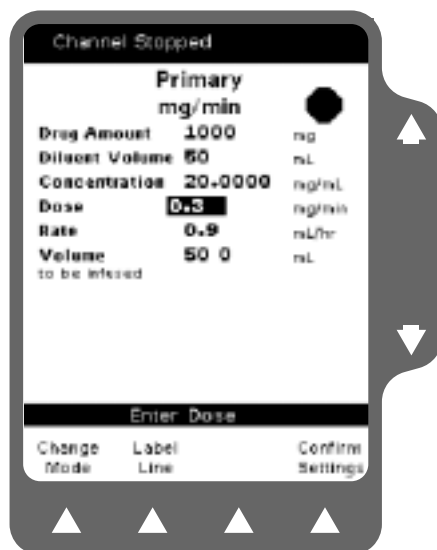 Channel Stopped
Primary
mg/min
Drug Amount 1000 mg
Diluent Volume 50 mL
Concentration 20.0000 mg/mL
Dose 0.3 mg/min
Rate 0.9 mL/hr
Volume 50 0 mL
to be infused
Enter Dose
Change Label Confirm
Mode Line Settings